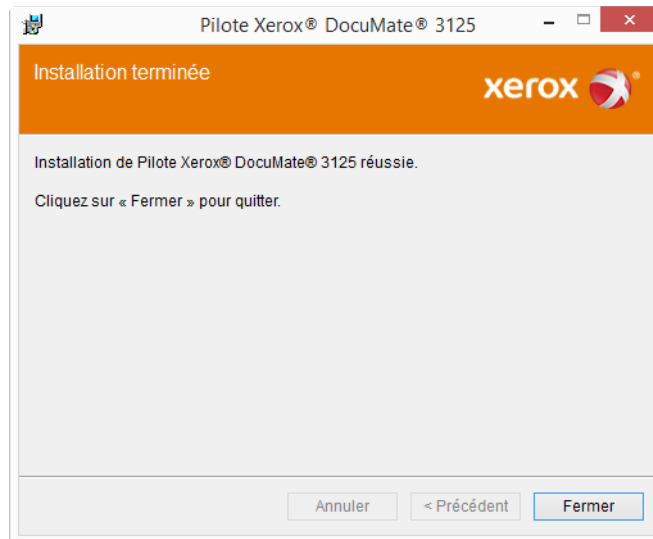 Pilote Xerox® DocuMate® 3125
Installation terminée
xerox
Installation de Pilote Xerox® DocuMate® 3125 réussie.
Cliquez sur « Fermer » pour quitter.
Annuler
< Précédent
Fermer